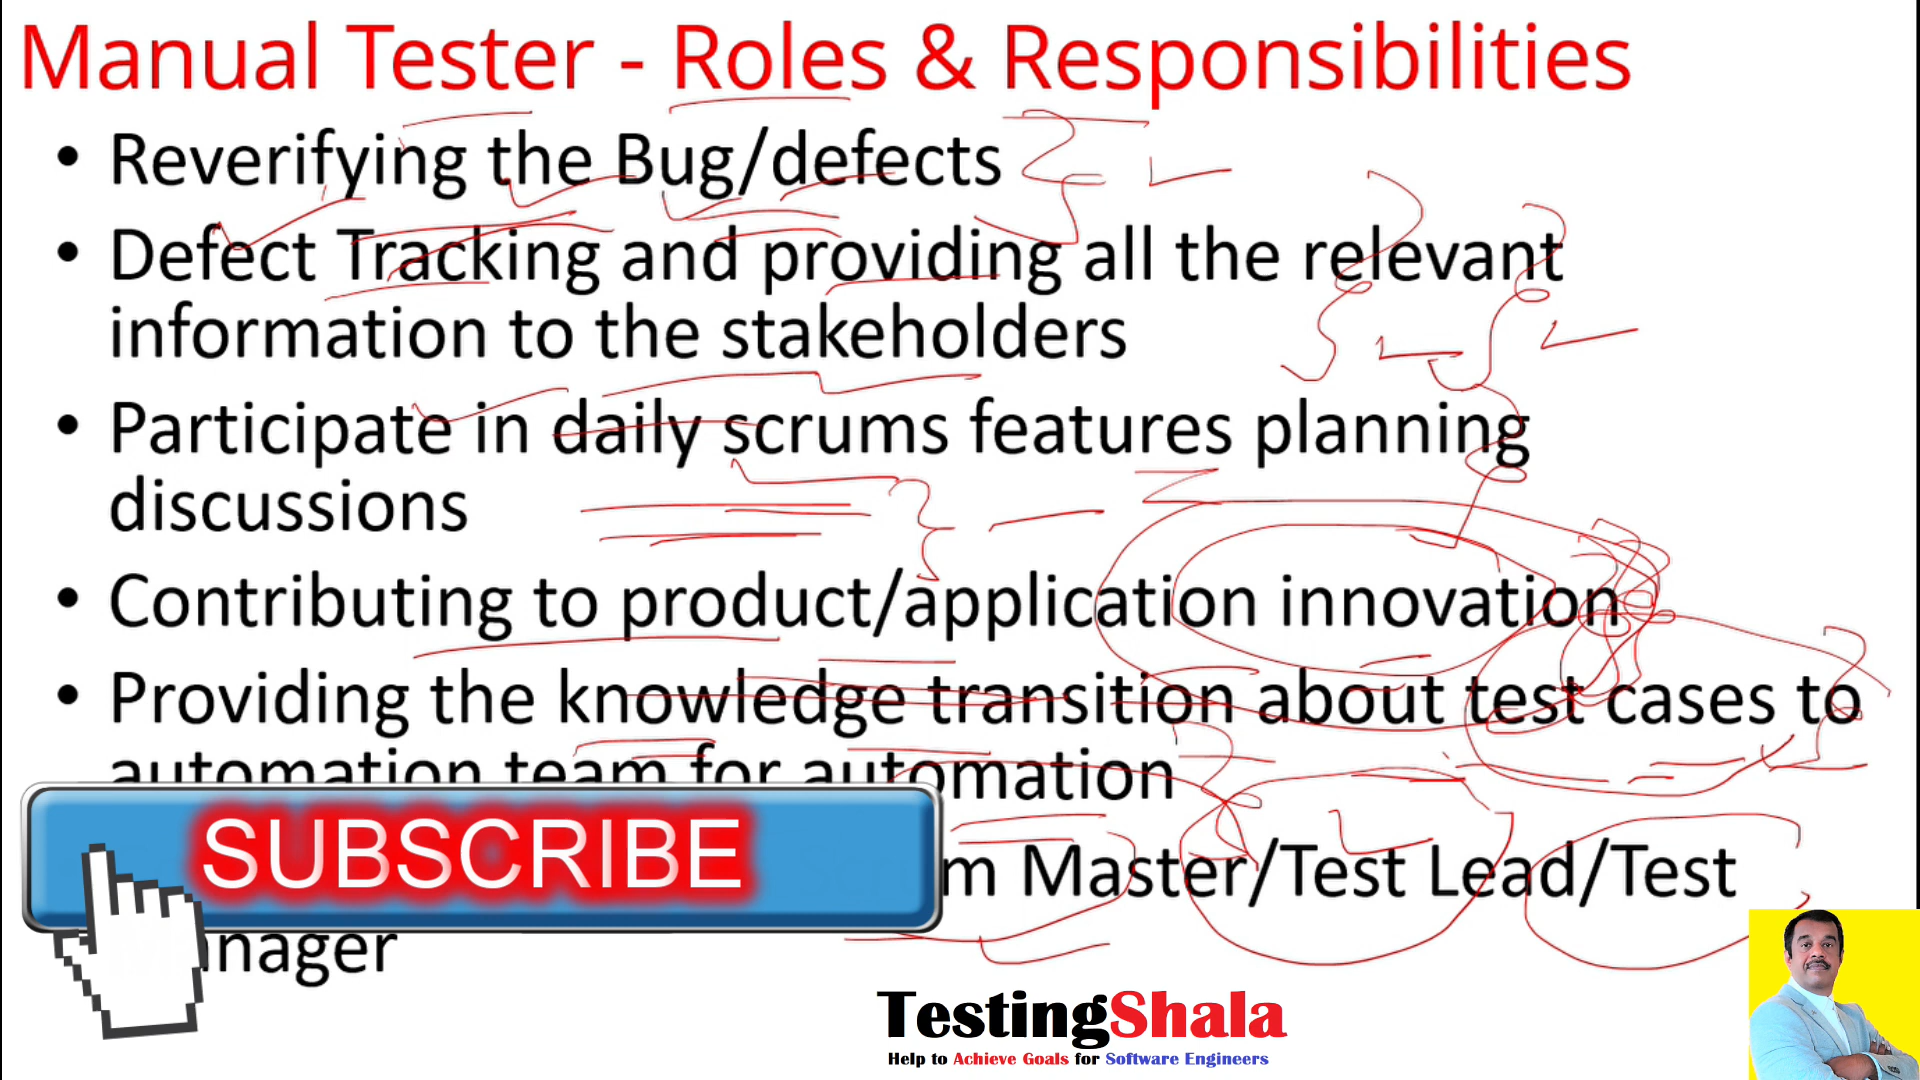 Manual Tester - Roles & Responsibilities
• Reverifying the Bug/defects
• Defect Tracking and providing all the relevant
information to the stakeholders
• Participate in daily scrums features planning
discussions
• Contributing to product/application innovation
• Providing the knowledge transition about test cases to
automation team for automation
SUBSCRIBE
m Master/Test Lead/Test
nager
TestingShala
Help to Achieve Goals for Software Engineers